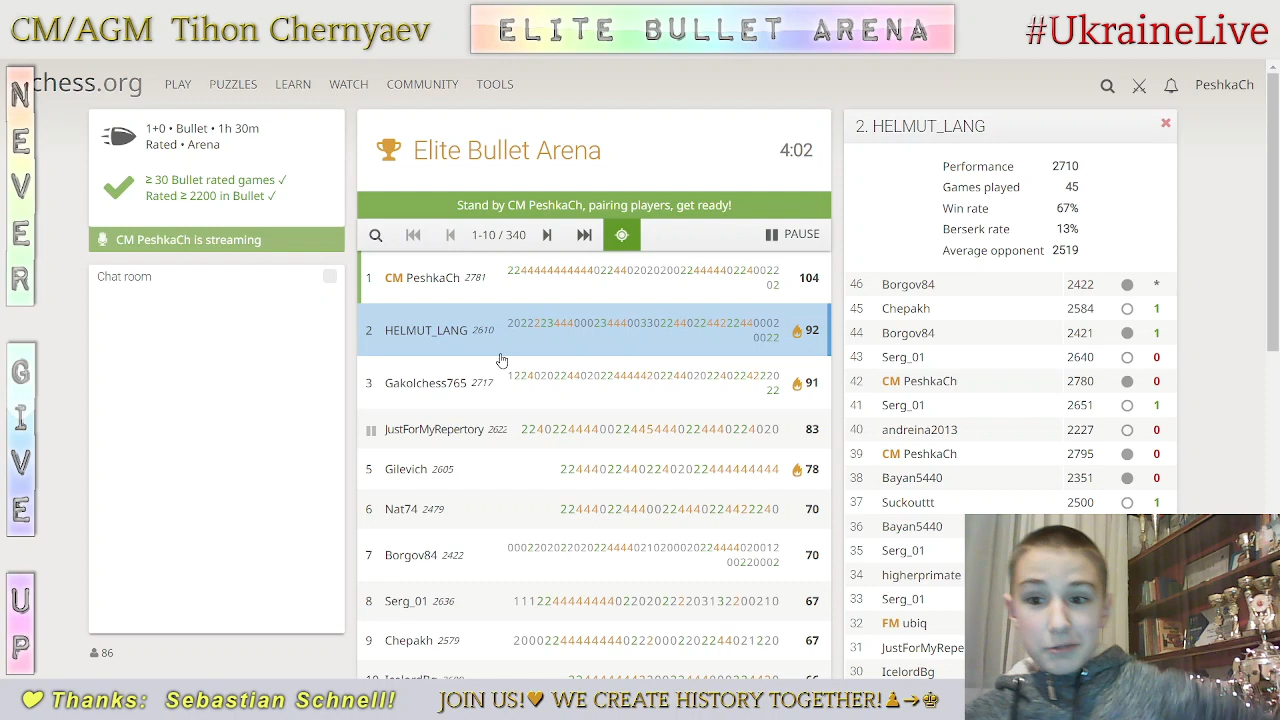 CM/AGM Tihon Chernyaev
ELITE BULLET ARENA
#UkraineLive
NEVER
GIVE
UP
chess.org
PLAY PUZZLES LEARN WATCH COMMUNITY TOOLS
PeshkaCh
1+0 • Bullet • 1h 30m
Rated • Arena
≥ 30 Bullet rated games ✓
Rated ≥ 2200 in Bullet ✓
CM PeshkaCh is streaming
Chat room
86
Elite Bullet Arena 4:02
Stand by CM PeshkaCh, pairing players, get ready!
1-10 / 340 PAUSE
1 CM PeshkaCh 2781 104
2 HELMUT_LANG 2610 92
3 Gakolchess765 2717 91
JustForMyRepertory 2622 2240224444002244544402244402240 20 83
5 Gilevich 2605 78
6 Nat74 2479 70
7 Borgov84 2422 70
8 Serg_01 2636 67
9 Chepakh 2579 67
2. HELMUT_LANG
Performance 2710
Games played 45
Win rate 67%
Berserk rate 13%
Average opponent 2519
46 Borgov84 2422 *
45 Chepakh 2584 1
44 Borgov84 2421 1
43 Serg_01 2640 0
42 CM PeshkaCh 2780 0
41 Serg_01 2651 1
40 andreina2013 2227 0
39 CM PeshkaCh 2795 0
38 Bayan5440 2351 0
37 Suckouttt 2500 1
36 Bayan5440
35 Serg_01
34 higherprimate
33 Serg_01
32 FM ubiq
31 JustForMyRepe
30 IcelordBg
Thanks: Sebastian Schnell!
JOIN US!♥ WE CREATE HISTORY TOGETHER!♟→♚